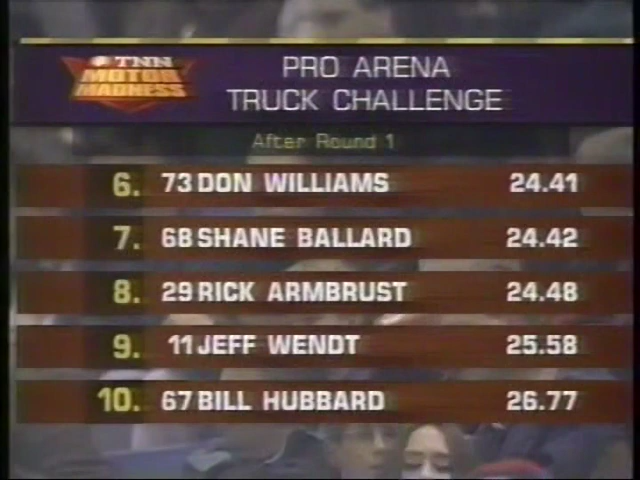 TNN
MOTOR
MADNESS
PRO ARENA
TRUCK CHALLENGE
After Round 1
6. 73 DON WILLIAMS 24.41
7. 68 SHANE BALLARD 24.42
8. 29 RICK ARMBRUST 24.48
9. 11 JEFF WENDT 25.58
10. 67 BILL HUBBARD 26.77